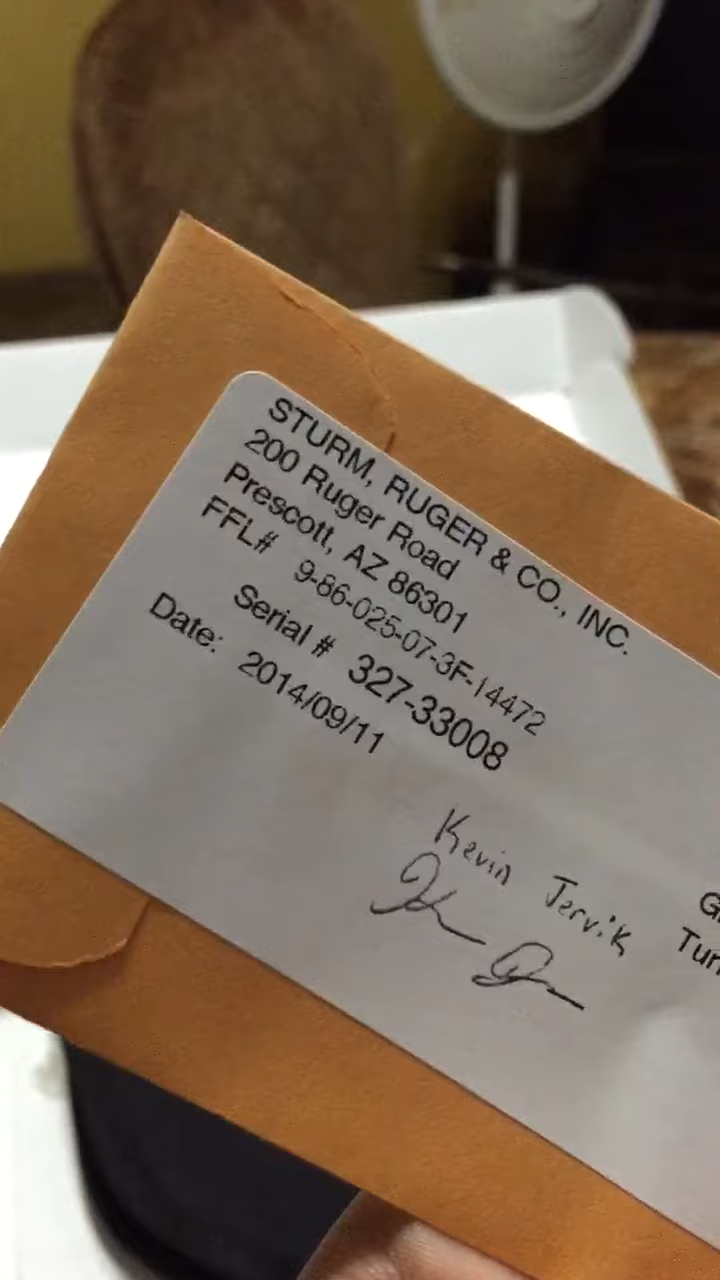 STURM, RUGER & CO., INC.
200 Ruger Road
Prescott, AZ 86301
FFL# 9-86-025-07-3F-14472
Serial # 327-33008
Date: 2014/09/11
Kevin Jervik